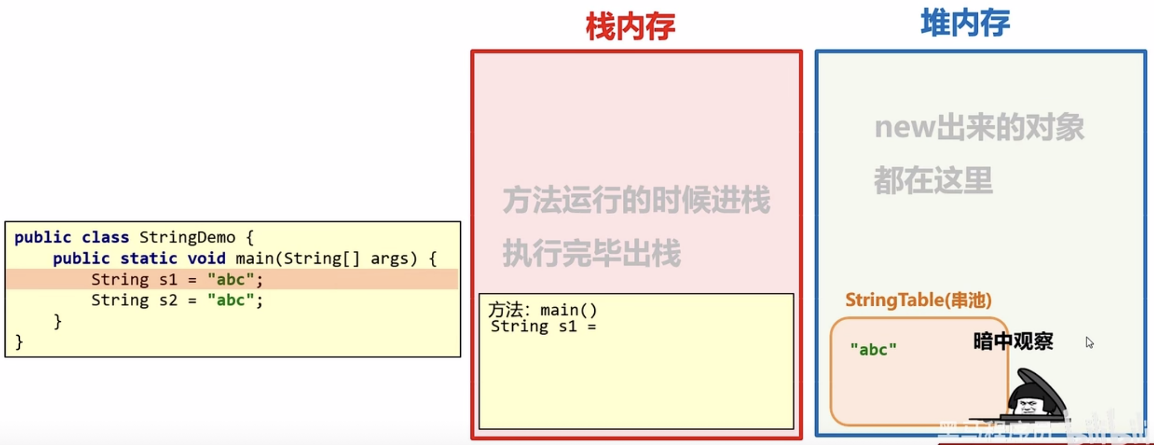 栈内存
堆内存
new出来的对象
都在这里
方法运行的时候进栈
执行完毕出栈
public class StringDemo {
public static void main(String[] args) {
String s1 = "abc";
String s2 = "abc";
}
}
方法: main()
String s1 =
StringTable(串池)
"abc"
暗中观察